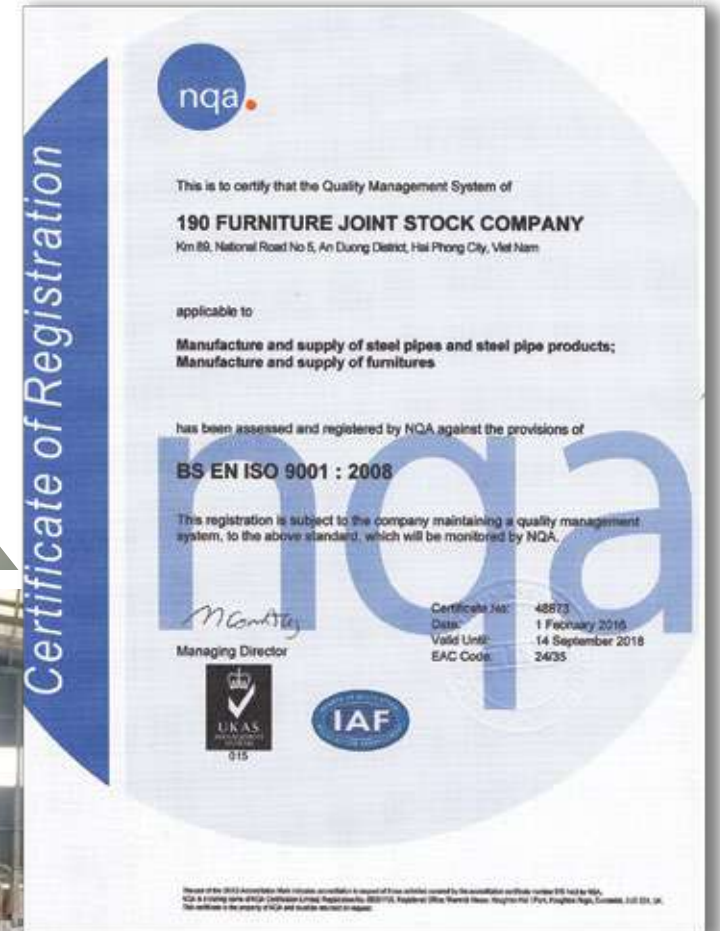 Certificate of Registration
nqa.
This is to certify that the Quality Management System of
190 FURNITURE JOINT STOCK COMPANY
Km 89, National Road No 5, An Duong District, Hai Phong City, Viet Nam
applicable to
Manufacture and supply of steel pipes and steel pipe products;
Manufacture and supply of furnitures
has been assessed and registered by NQA against the provisions of
BS EN ISO 9001 : 2008
nqa
This registration is subject to the company maintaining a quality management
system, to the above standard, which will be monitored by NQA.
Managing Director
Certificate No: 48873
Date: 1 February 2016
Valid Until: 14 September 2018
EAC Code: 24/35
UKAS
MANAGEMENT
SYSTEMS
015
IAF